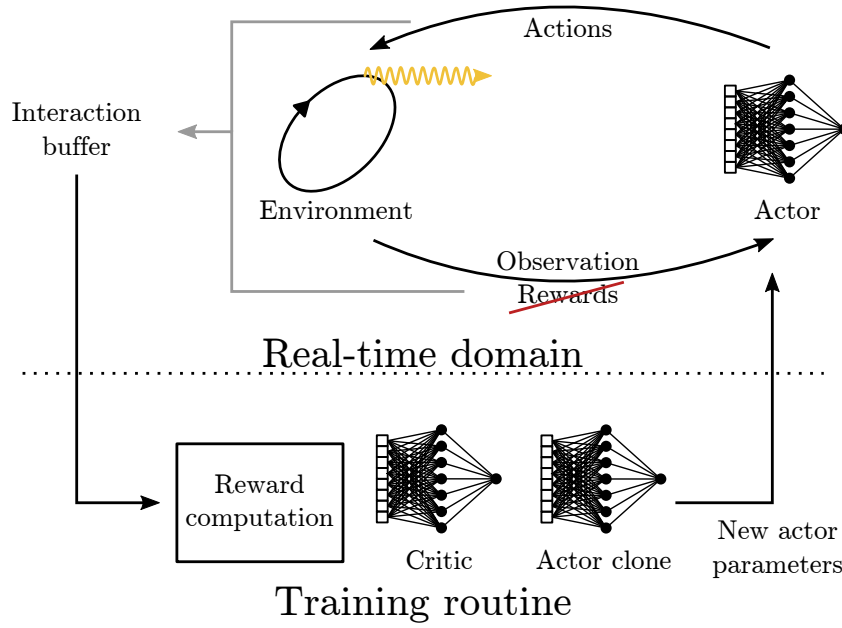 Actions
Interaction
buffer
Environment
Actor
Observation
Rewards
Real-time domain
Reward
computation
Critic
Actor clone
New actor
parameters
Training routine